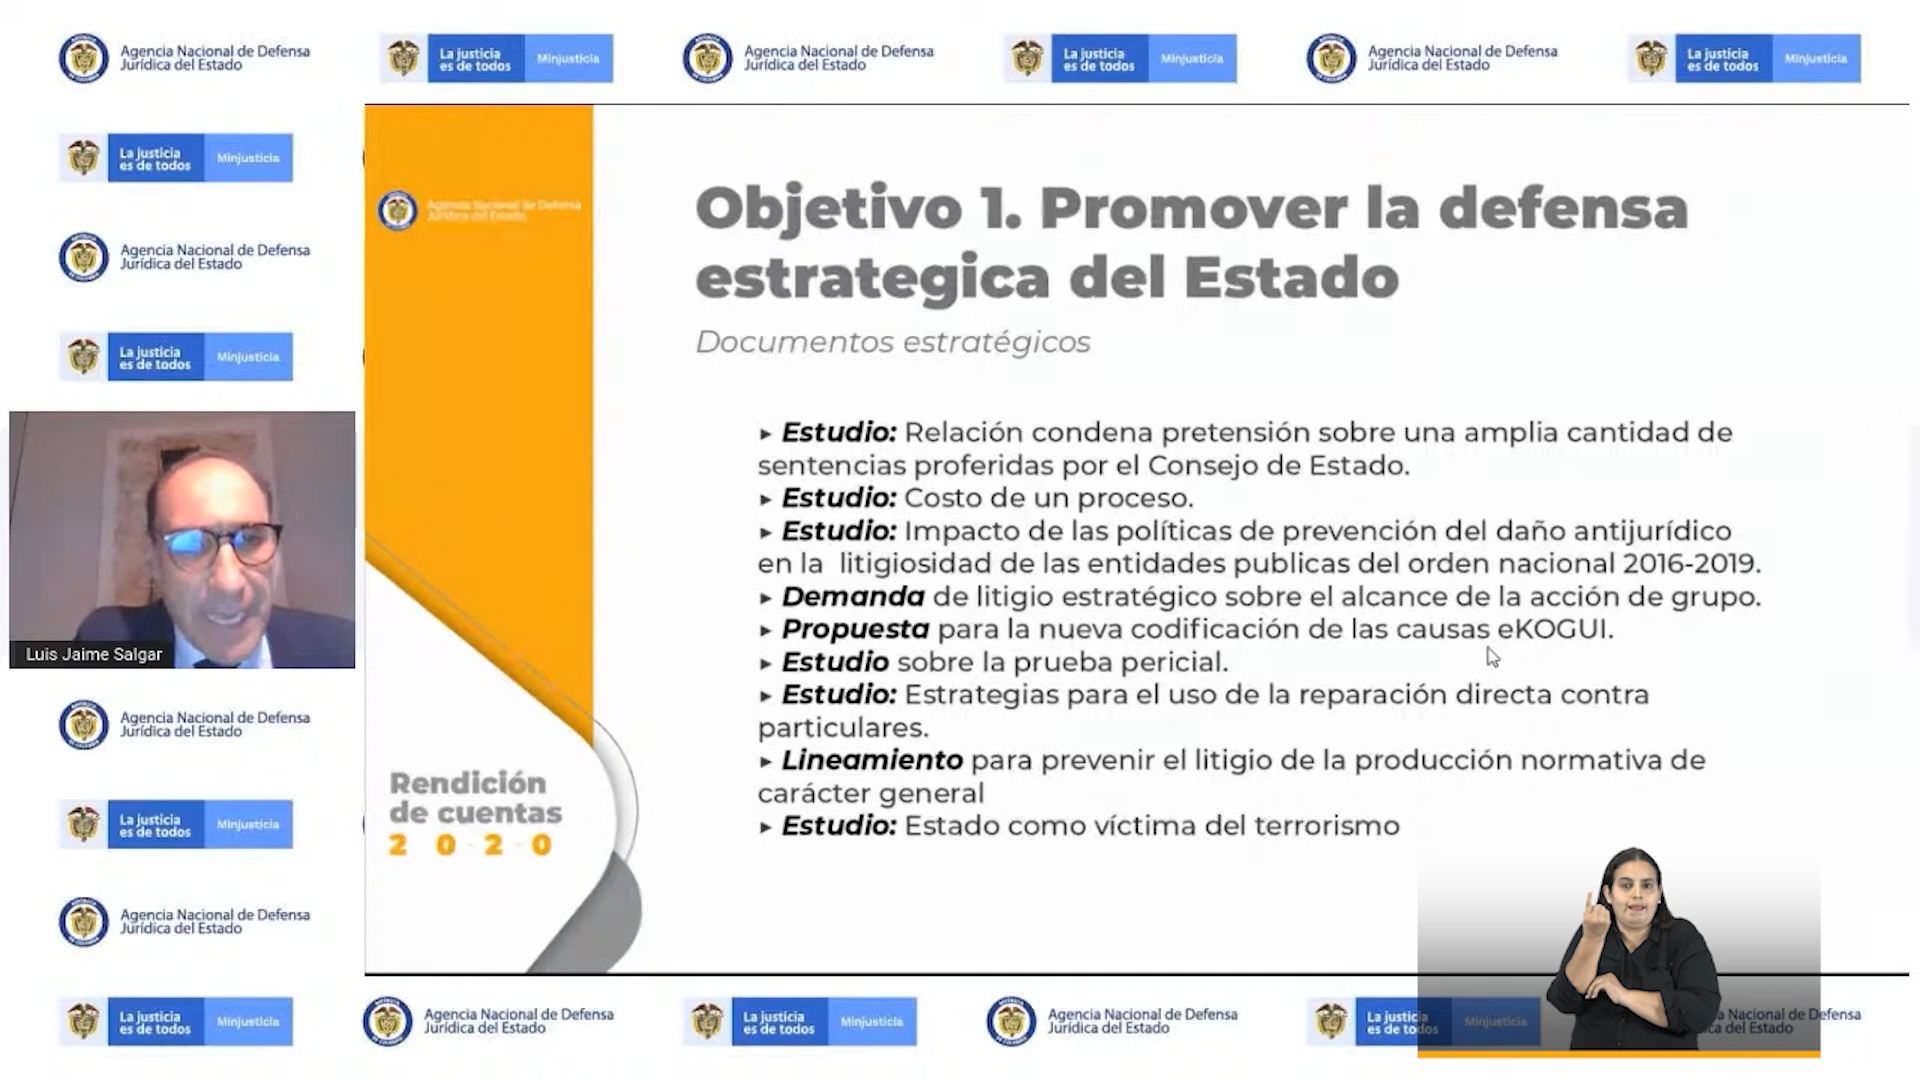 Agencia Nacional de Defensa
Jurídica del Estado
La justicia
es de todos
Minjusticia
Agencia Nacional de Defensa
Jurídica del Estado
La justicia
es de todos
Minjusticia
Agencia Nacional de Defensa
Jurídica del Estado
La justicia
es de todos
Minjusticia
La justicia
es de todos
Minjusticia
Agencia Nacional de Defensa
Jurídica del Estado
La justicia
es de todos
Minjusticia
Luis Jaime Salgar
Agencia Nacional de Defensa
Jurídica del Estado
La justicia
es de todos
Minjusticia
Agencia Nacional de Defensa
Jurídica del Estado
Agencia Nacional de Defensa
Jurídica del Estado
Rendición
de cuentas
2020
Objetivo 1. Promover la defensa
estrategica del Estado
Documentos estratégicos
▸ Estudio: Relación condena pretensión sobre una amplia cantidad de
sentencias proferidas por el Consejo de Estado.
▸ Estudio: Costo de un proceso.
▸ Estudio: Impacto de las políticas de prevención del daño antijurídico
en la litigiosidad de las entidades publicas del orden nacional 2016-2019.
▸ Demanda de litigio estratégico sobre el alcance de la acción de grupo.
▸ Propuesta para la nueva codificación de las causas eKOGUI.
▸ Estudio sobre la prueba pericial.
▸ Estudio: Estrategias para el uso de la reparación directa contra
particulares.
▸ Lineamiento para prevenir el litigio de la producción normativa de
carácter general
▸ Estudio: Estado como víctima del terrorismo
La justicia
es de todos
Minjusticia
Agencia Nacional de Defensa
Jurídica del Estado
La justicia
es de todos
Minjusticia
Agencia Nacional de Defensa
Jurídica del Estado
La justicia
es de todos
Minjusticia
Defensa
del Estado